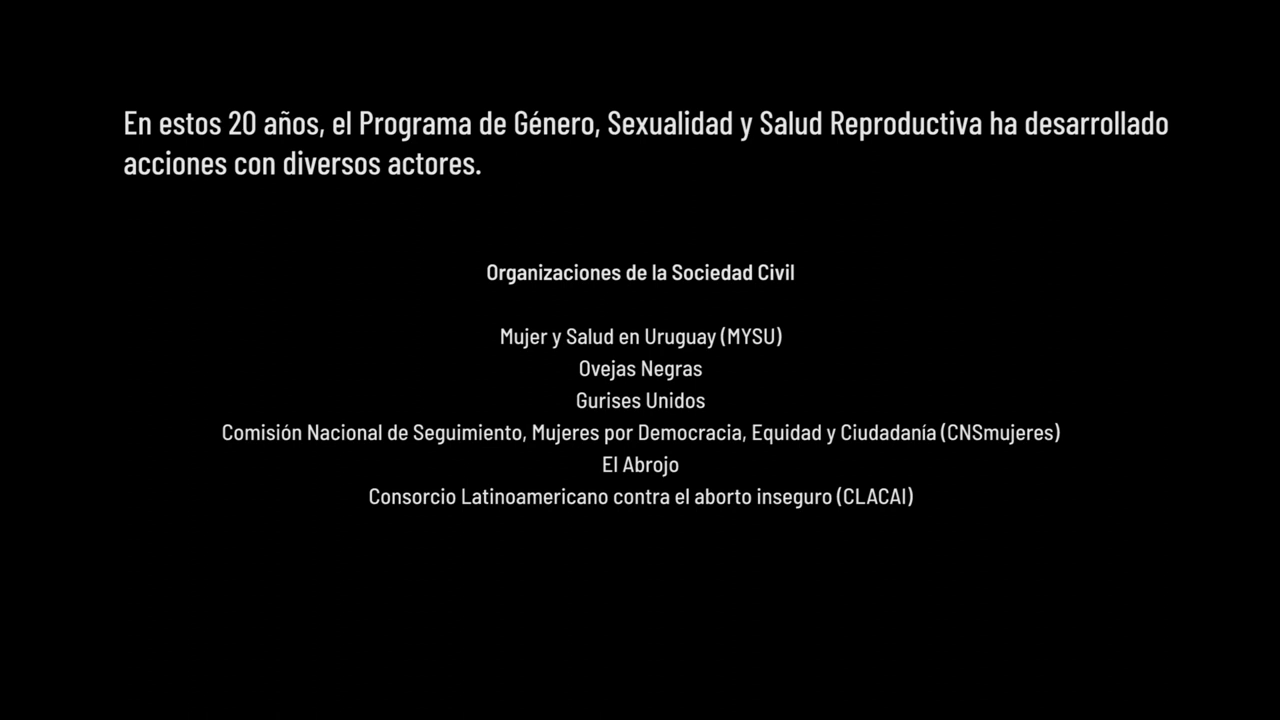 En estos 20 años, el Programa de Género, Sexualidad y Salud Reproductiva ha desarrollado
acciones con diversos actores.
Organizaciones de la Sociedad Civil
Mujer y Salud en Uruguay (MYSU)
Ovejas Negras
Gurises Unidos
Comisión Nacional de Seguimiento, Mujeres por Democracia, Equidad y Ciudadanía (CNSmujeres)
El Abrojo
Consorcio Latinoamericano contra el aborto inseguro (CLACAI)